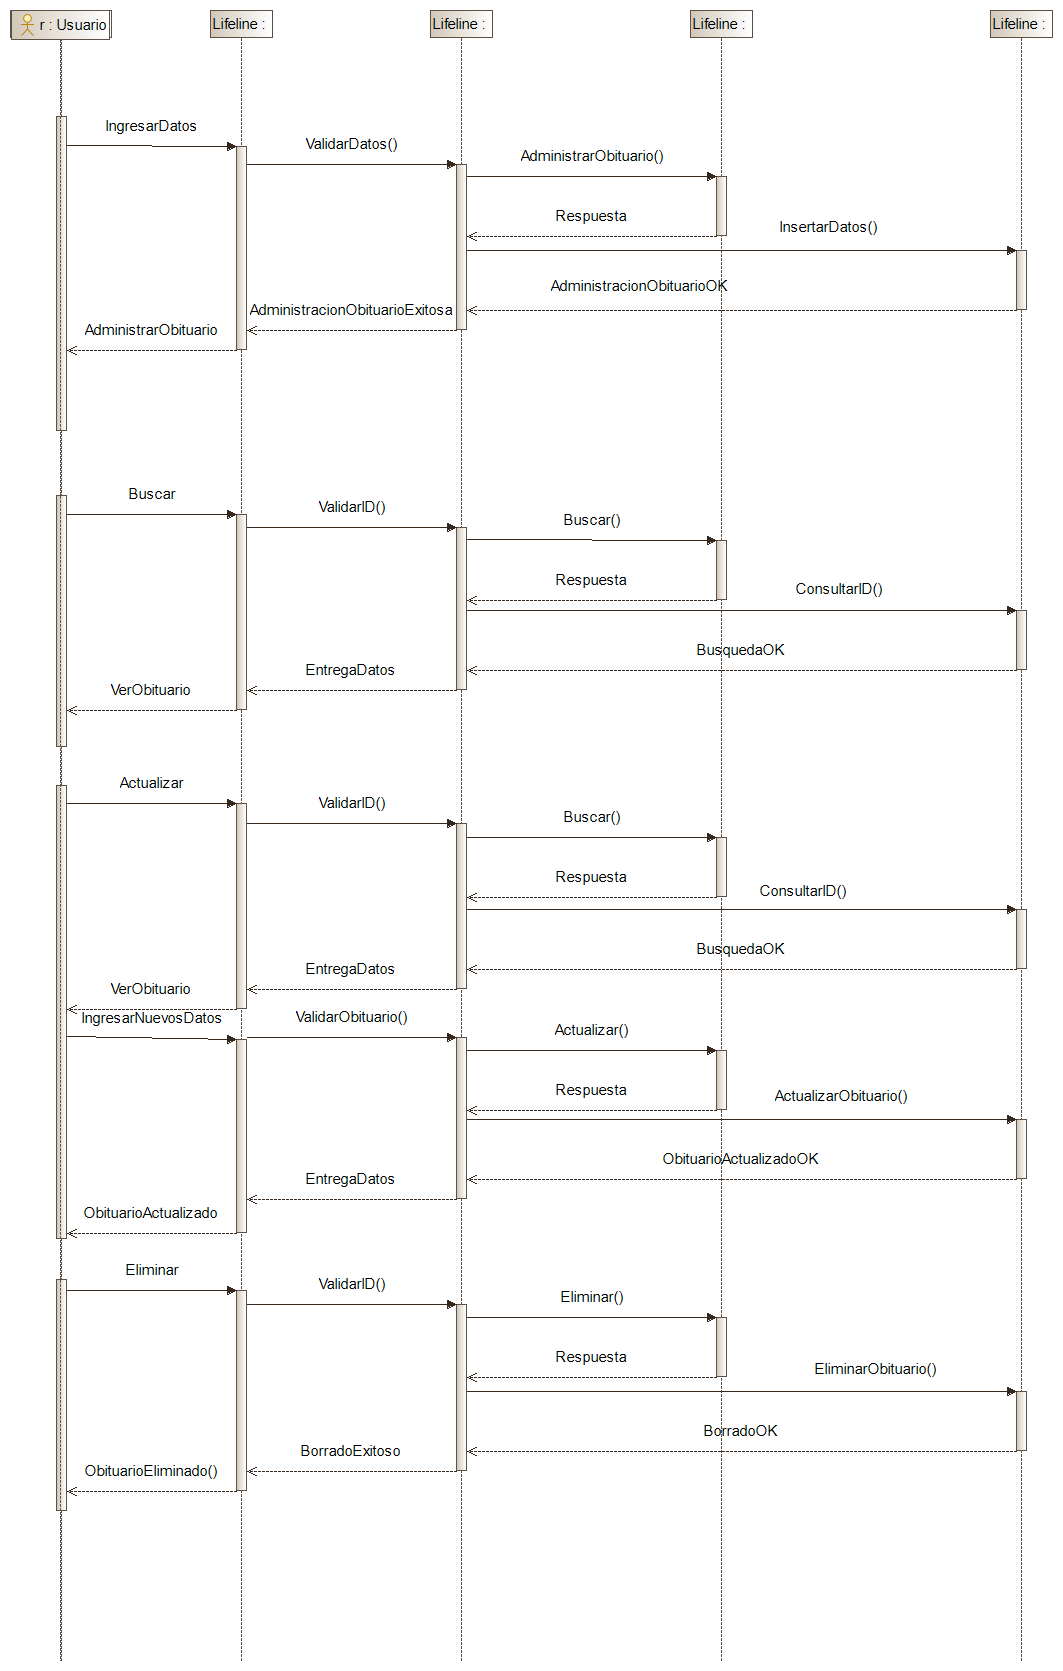 r : Usuario
Lifeline :
Lifeline :
Lifeline :
Lifeline :
IngresarDatos
ValidarDatos()
AdministrarObituario()
Respuesta
InsertarDatos()
AdministracionObituarioOK
AdministracionObituarioExitosa
AdministrarObituario
Buscar
ValidarID()
Buscar()
Respuesta
ConsultarID()
BusquedaOK
EntregaDatos
VerObituario
Actualizar
ValidarID()
Buscar()
Respuesta
ConsultarID()
BusquedaOK
EntregaDatos
VerObituario
IngresarNuevosDatos
ValidarObituario()
Actualizar()
Respuesta
ActualizarObituario()
ObituarioActualizadoOK
EntregaDatos
ObituarioActualizado
Eliminar
ValidarID()
Eliminar()
Respuesta
EliminarObituario()
BorradoOK
BorradoExitoso
ObituarioEliminado()